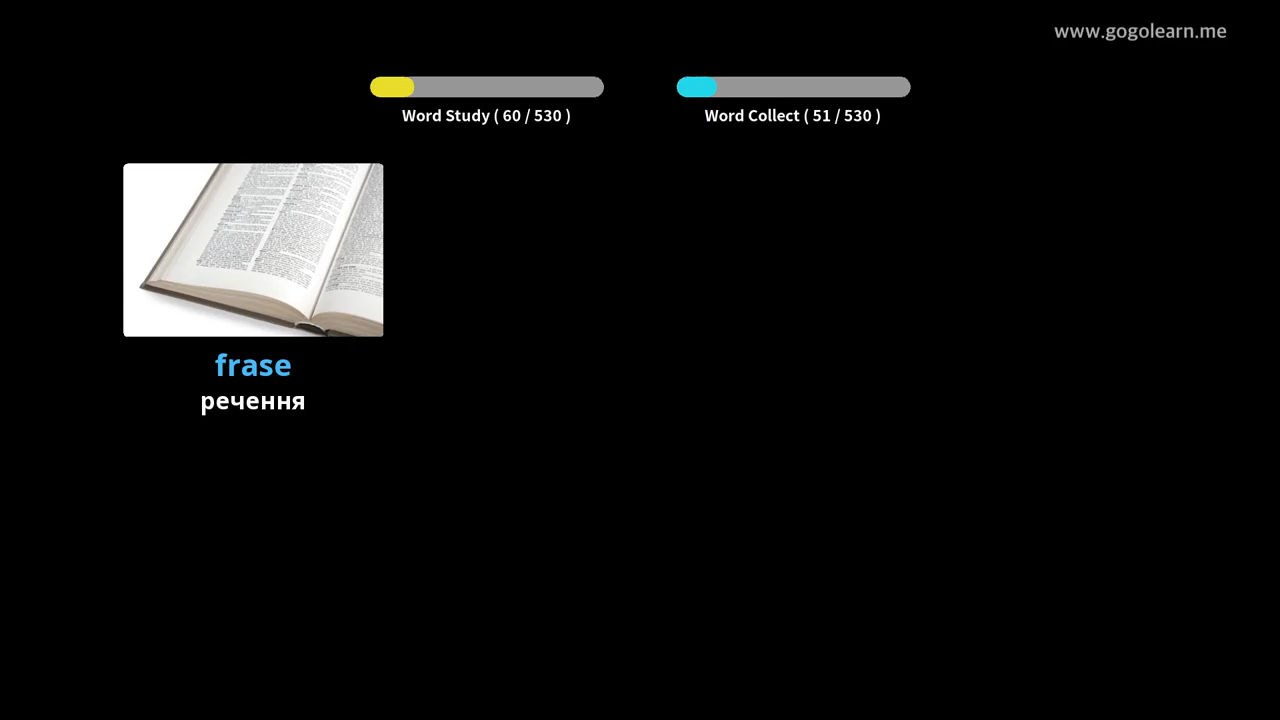 www.gogolearn.me
Word Study ( 60 / 530 )
Word Collect ( 51 / 530 )
frase
речення